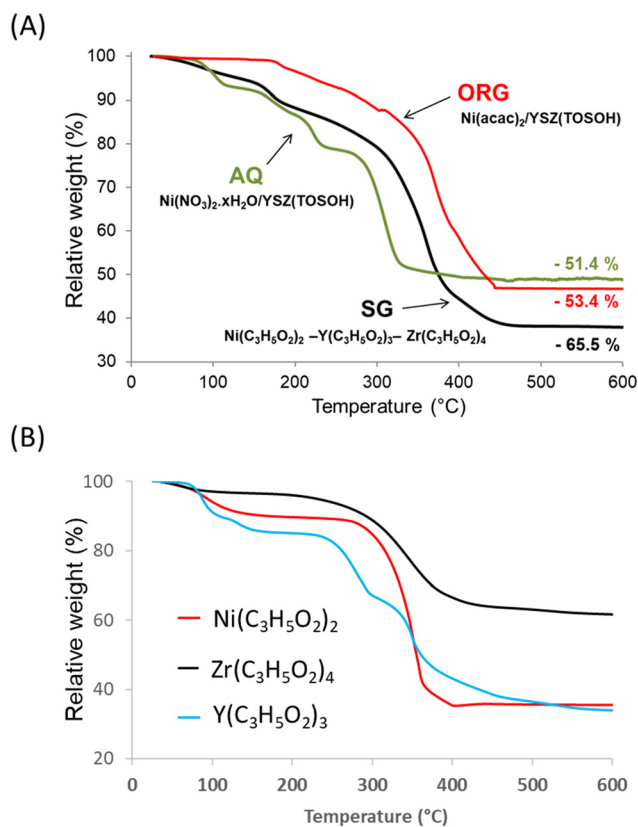 (A)
100
90
80
70
60
50
40
30
Relative weight (%)
ORG
Ni(acac)₂/YSZ(TOSOH)
AQ
Ni(NO₃)₂.xH₂O/YSZ(TOSOH)
SG
Ni(C₃H₅O₂)₂ –Y(C₃H₅O₂)₃– Zr(C₃H₅O₂)₄
- 51.4 %
- 53.4 %
- 65.5 %
0 100 200 300 400 500 600
Temperature (°C)
(B)
100
80
60
40
20
Relative weight (%)
Ni(C₃H₅O₂)₂
Zr(C₃H₅O₂)₄
Y(C₃H₅O₂)₃
0 100 200 300 400 500 600
Temperature (°C)